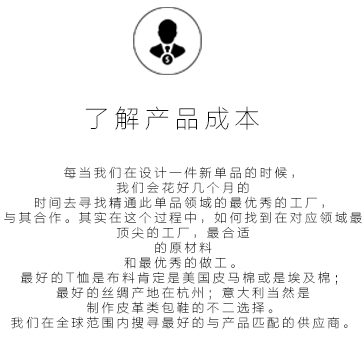 了解产品成本
每当我们在设计一件新单品的时候，
我们会花好几个月的
时间去寻找精通此单品领域的最优秀的工厂，
与其合作。其实在这个过程中，如何找到在对应领域最
顶尖的工厂，最合适
的原材料
和最优秀的做工。
最好的T恤是布料肯定是美国皮马棉或是埃及棉；
最好的丝绸产地在杭州；意大利当然是
制作皮革类包鞋的不二选择。
我们在全球范围内搜寻最好的与产品匹配的供应商。